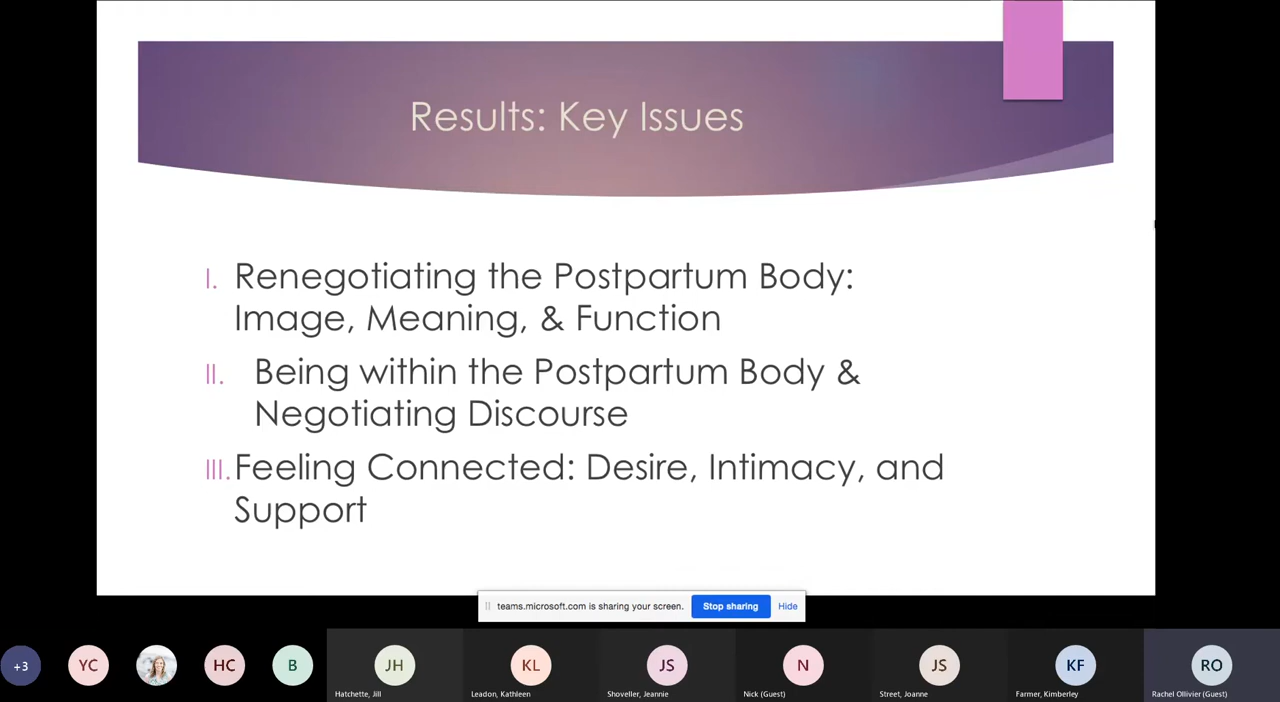 Results: Key Issues
I. Renegotiating the Postpartum Body:
Image, Meaning, & Function
II. Being within the Postpartum Body &
Negotiating Discourse
III. Feeling Connected: Desire, Intimacy, and
Support
teams.microsoft.com is sharing your screen. Stop sharing Hide
+3 YC HC B JH KL JS N JS KF RO
Hatchette, Jill Leadon, Kathleen Shoveller, Jeannie Nick (Guest) Street, Joanne Farmer, Kimberley Rachel Ollivier (Guest)